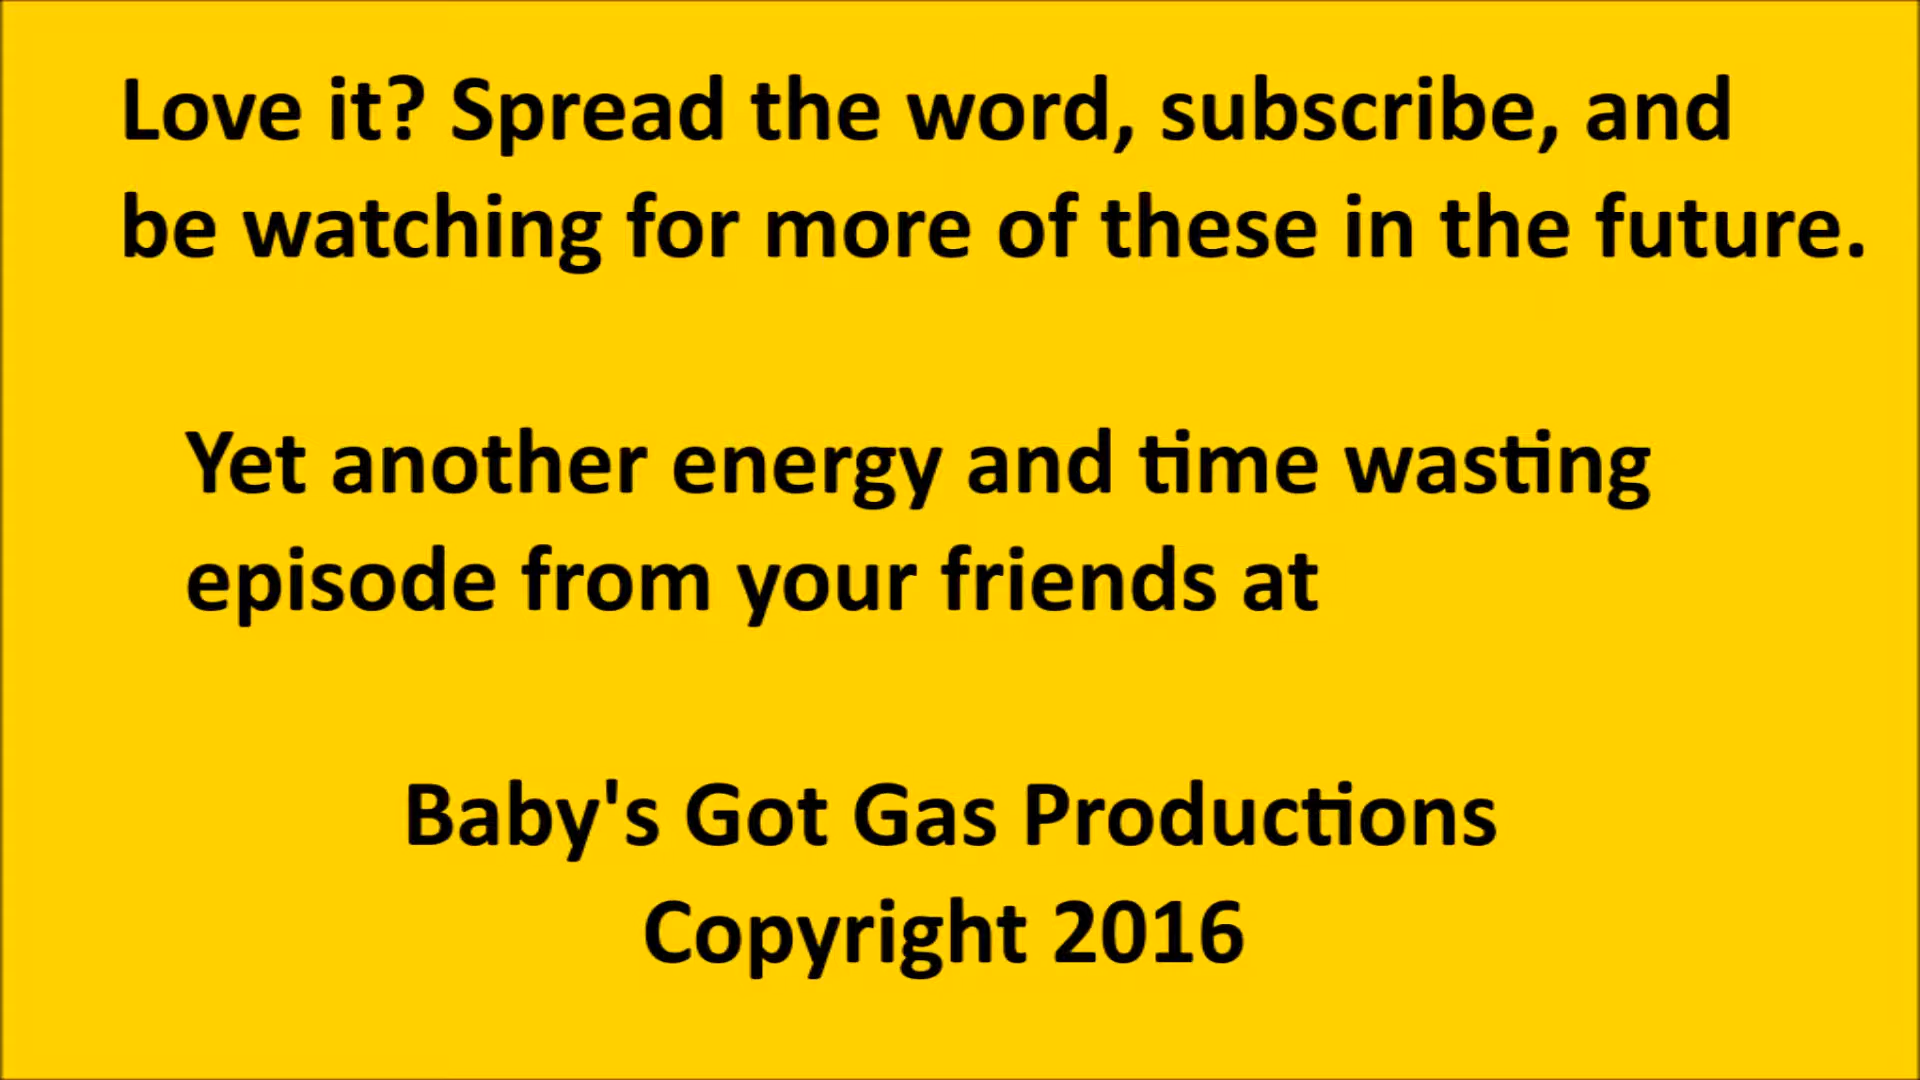 Love it? Spread the word, subscribe, and
be watching for more of these in the future.
Yet another energy and time wasting
episode from your friends at
Baby's Got Gas Productions
Copyright 2016